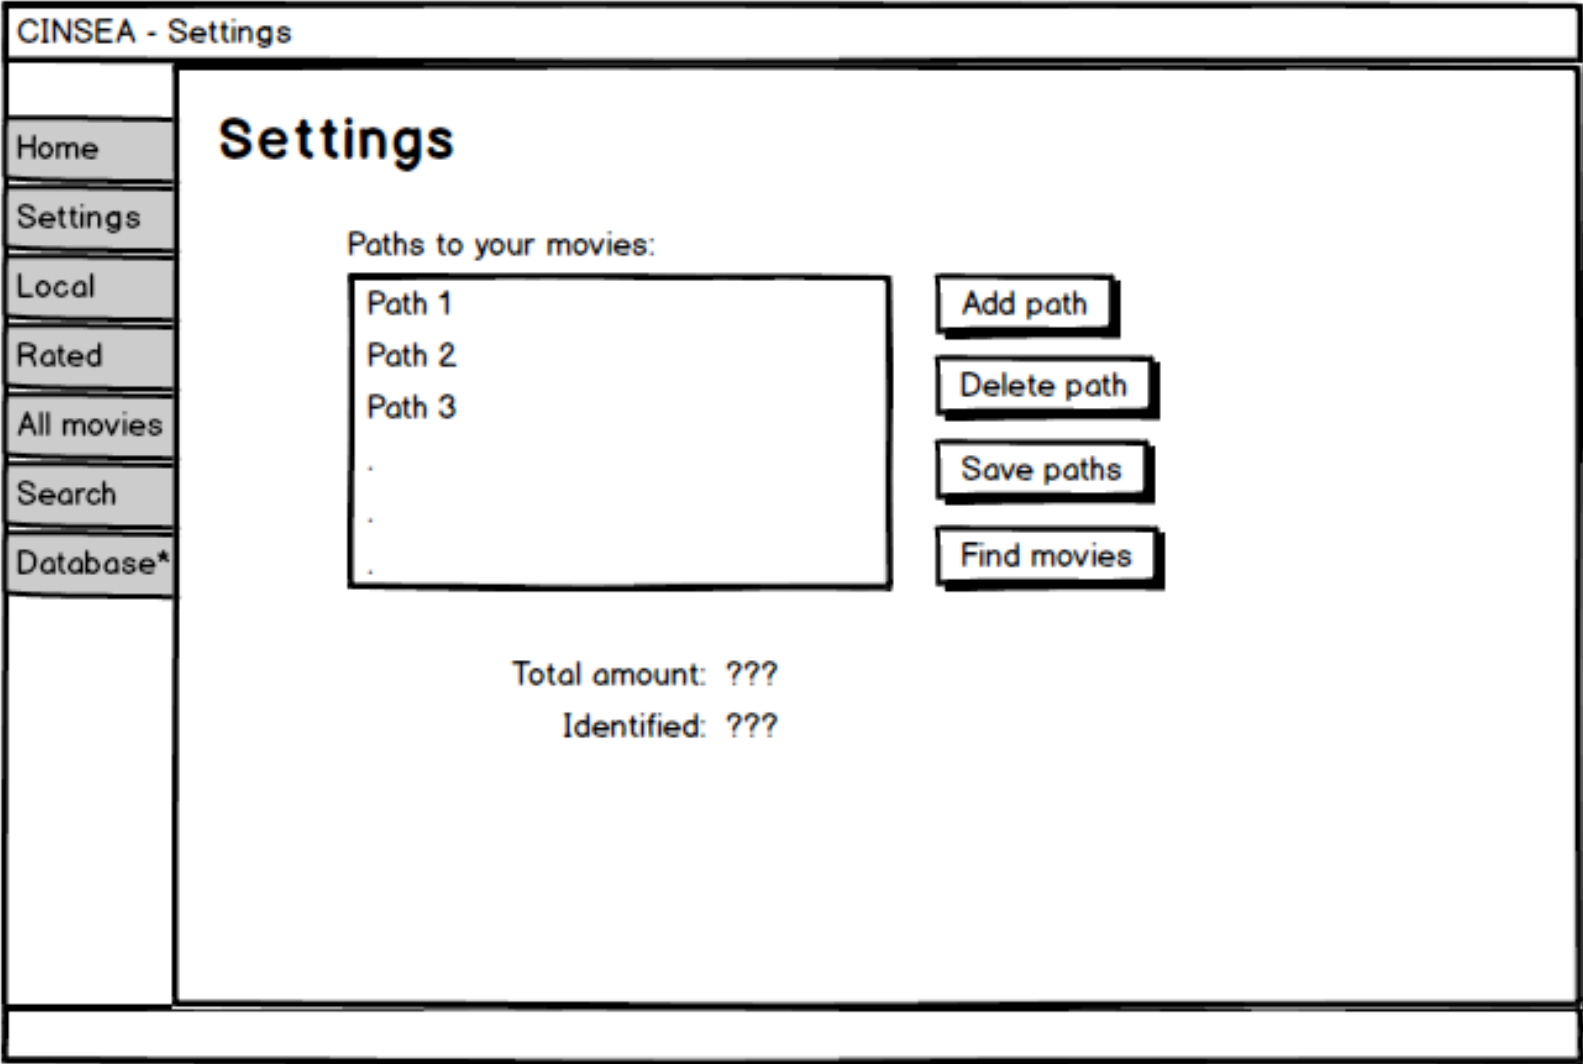 CINSEA - Settings
Home
Settings
Local
Rated
All movies
Search
Database*
Settings
Paths to your movies:
Path 1
Path 2
Path 3
.
.
.
Add path
Delete path
Save paths
Find movies
Total amount: ???
Identified: ???